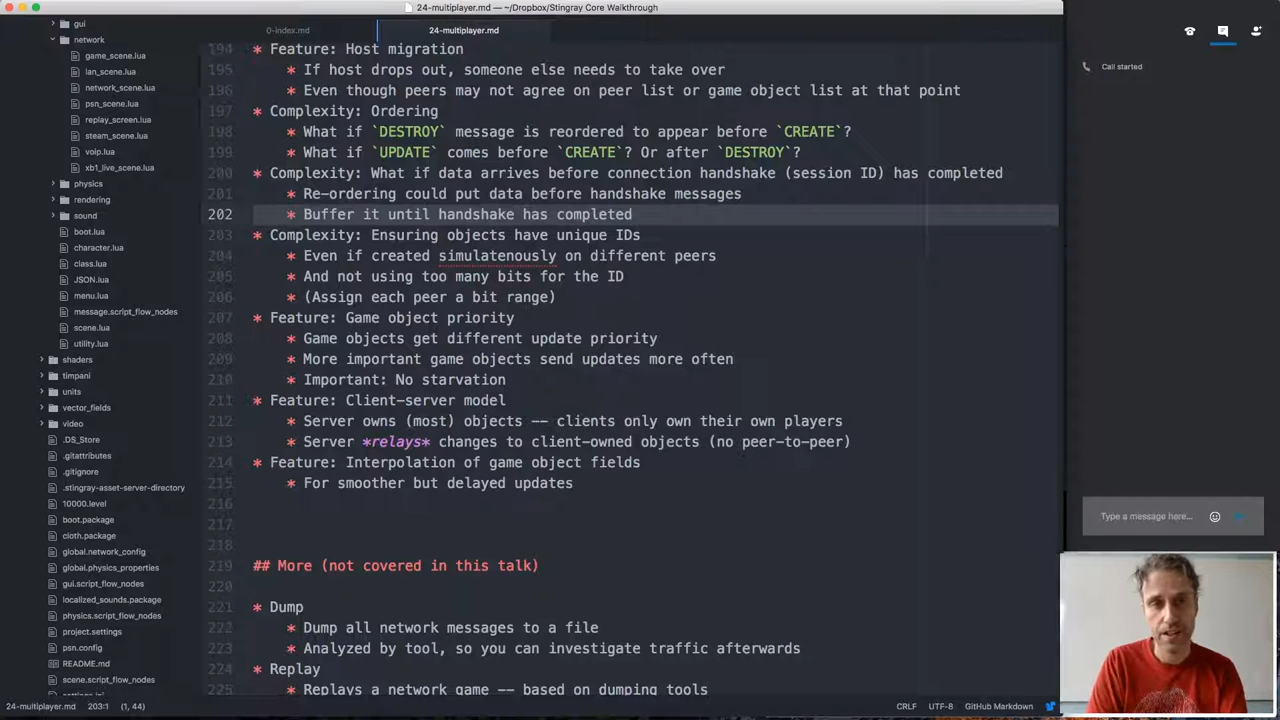 24-multiplayer.md — ~/Dropbox/Stingray Core Walkthrough
gui
network
game_scene.lua
lan_scene.lua
network_scene.lua
psn_scene.lua
replay_screen.lua
steam_scene.lua
voip.lua
xb1_live_scene.lua
physics
rendering
sound
boot.lua
character.lua
class.lua
JSON.lua
menu.lua
message.script_flow_nodes
scene.lua
utility.lua
shaders
timpani
units
vector_fields
video
.DS_Store
.gitattributes
.gitignore
.stingray-asset-server-directory
10000.level
boot.package
cloth.package
global.network_config
global.physics_properties
gui.script_flow_nodes
localized_sounds.package
physics.script_flow_nodes
project.settings
psn.config
README.md
scene.script_flow_nodes
settings.ini
0-index.md
24-multiplayer.md
194 * Feature: Host migration
195 * If host drops out, someone else needs to take over
196 * Even though peers may not agree on peer list or game object list at that point
197 * Complexity: Ordering
198 * What if `DESTROY` message is reordered to appear before `CREATE`?
199 * What if `UPDATE` comes before `CREATE`? Or after `DESTROY`?
200 * Complexity: What if data arrives before connection handshake (session ID) has completed
201 * Re-ordering could put data before handshake messages
202 * Buffer it until handshake has completed
203 * Complexity: Ensuring objects have unique IDs
204 * Even if created simulatenously on different peers
205 * And not using too many bits for the ID
206 * (Assign each peer a bit range)
207 * Feature: Game object priority
208 * Game objects get different update priority
209 * More important game objects send updates more often
210 * Important: No starvation
211 * Feature: Client-server model
212 * Server owns (most) objects -- clients only own their own players
213 * Server *relays* changes to client-owned objects (no peer-to-peer)
214 * Feature: Interpolation of game object fields
215 * For smoother but delayed updates
216
217
218
219 ## More (not covered in this talk)
220
221 * Dump
222 * Dump all network messages to a file
223 * Analyzed by tool, so you can investigate traffic afterwards
224 * Replay
225 * Replays a network game -- based on dumping tools
24-multiplayer.md 203:1 (1, 44)
CRLF UTF-8 GitHub Markdown
Call started
Type a message here...